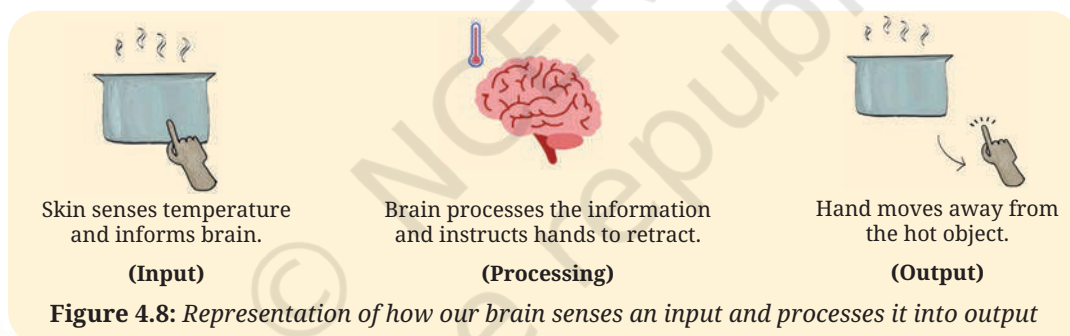 Skin senses temperature
and informs brain.
(Input)
Brain processes the information
and instructs hands to retract.
(Processing)
Hand moves away from
the hot object.
(Output)
Figure 4.8: Representation of how our brain senses an input and processes it into output
© NCER
e republ